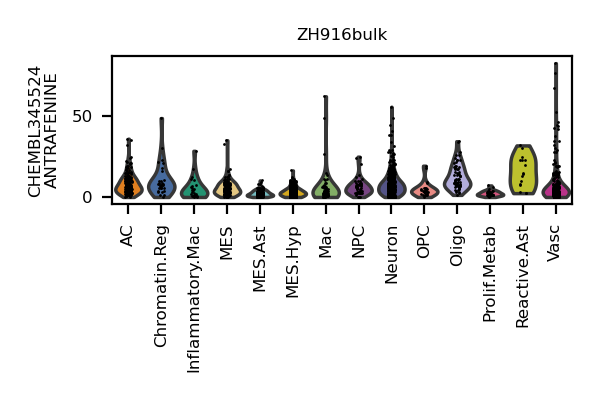 ZH916bulk
CHEMBL345524
ANTRAFENINE
50
0
AC
Chromatin.Reg
Inflammatory.Mac
MES
MES.Ast
MES.Hyp
Mac
NPC
Neuron
OPC
Oligo
Prolif.Metab
Reactive.Ast
Vasc